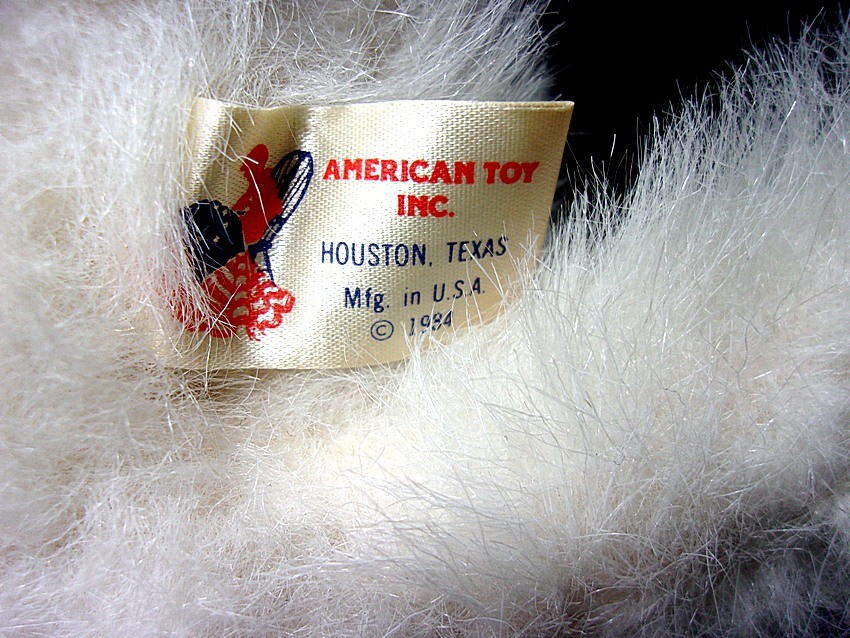 AMERICAN TOY
INC.
HOUSTON, TEXAS
Mfg. in U.S.A.
© 1984